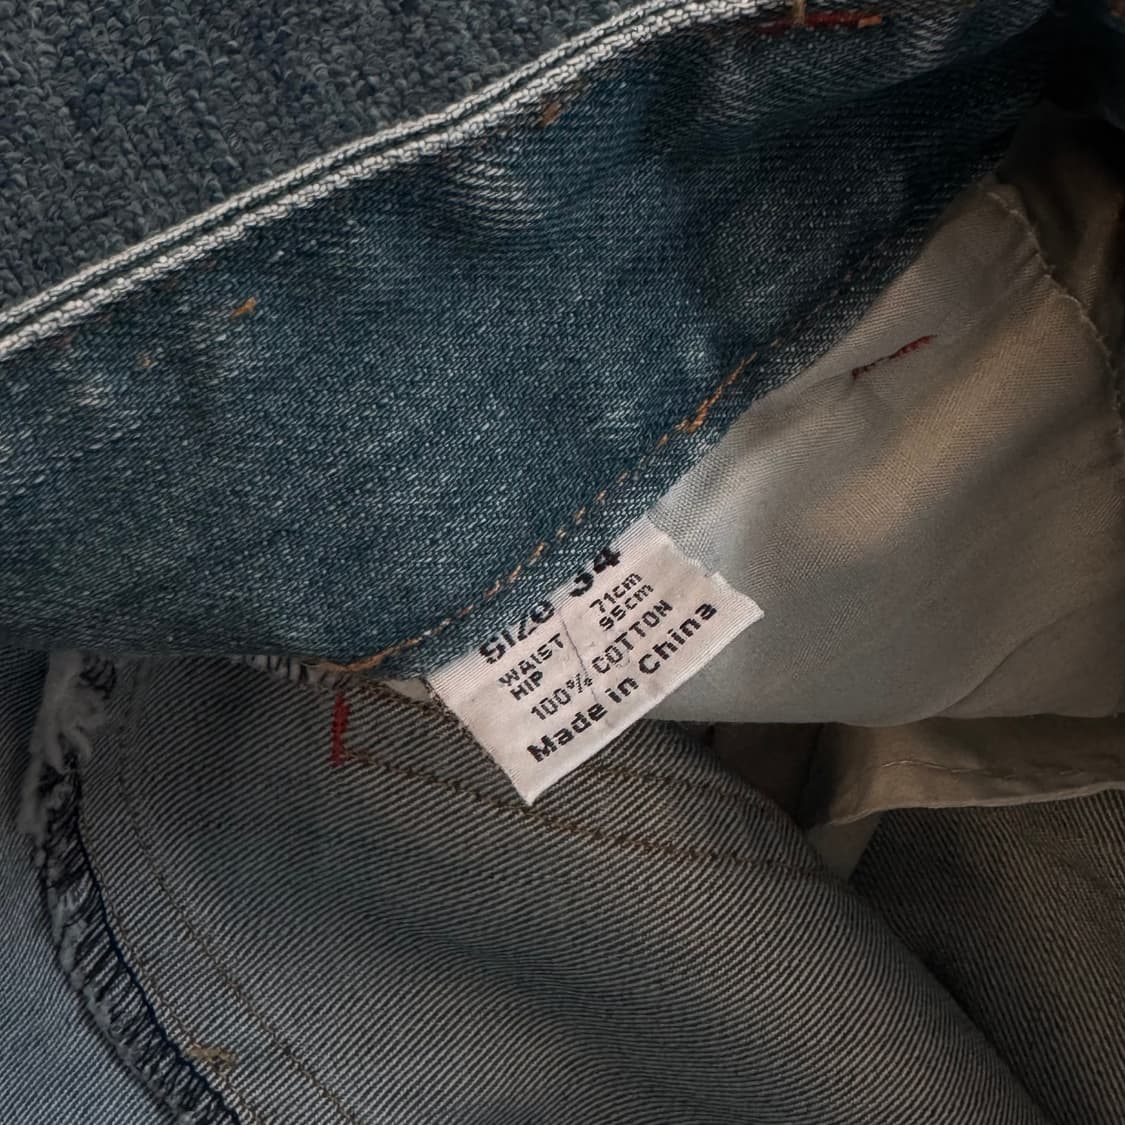 Size 34
WAIST 71cm
HIP 95cm
100% COTTON
Made in China